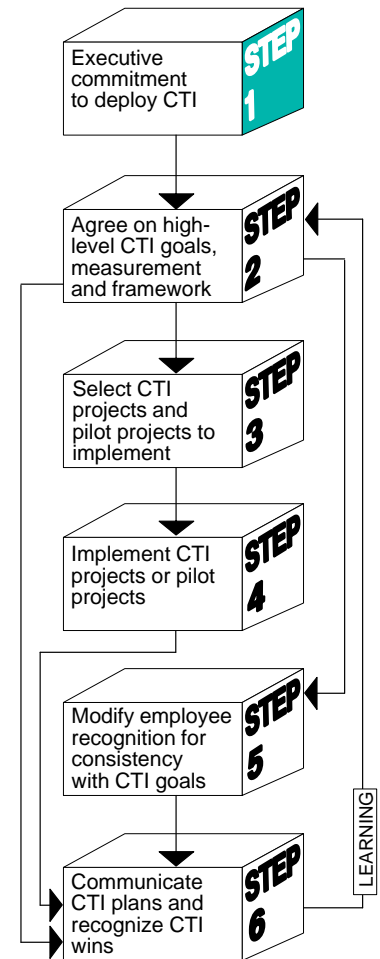 Executive
commitment
to deploy CTI
STEP
1
Agree on high-
level CTI goals,
measurement
and framework
STEP
2
Select CTI
projects and
pilot projects to
implement
STEP
3
Implement CTI
projects or pilot
projects
STEP
4
Modify employee
recognition for
consistency
with CTI goals
STEP
5
Communicate
CTI plans and
recognize CTI
wins
STEP
6
LEARNING